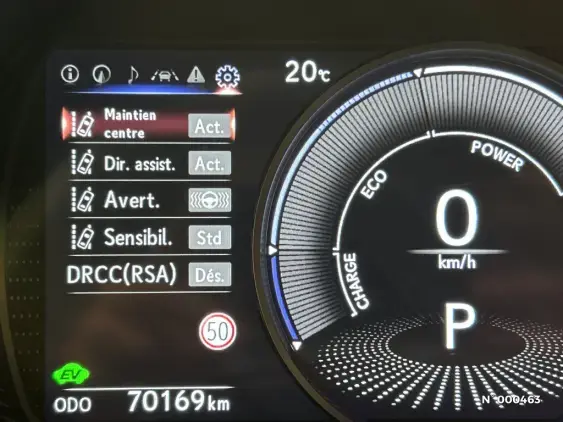 20°C
Maintien
centre
Act.
Dir. assist.
Act.
Avert.
Sensibil.
Std
DRCC(RSA)
Dés.
50
EV
ODO 70169km
POWER
ECO
CHARGE
0
km/h
P
N°000463